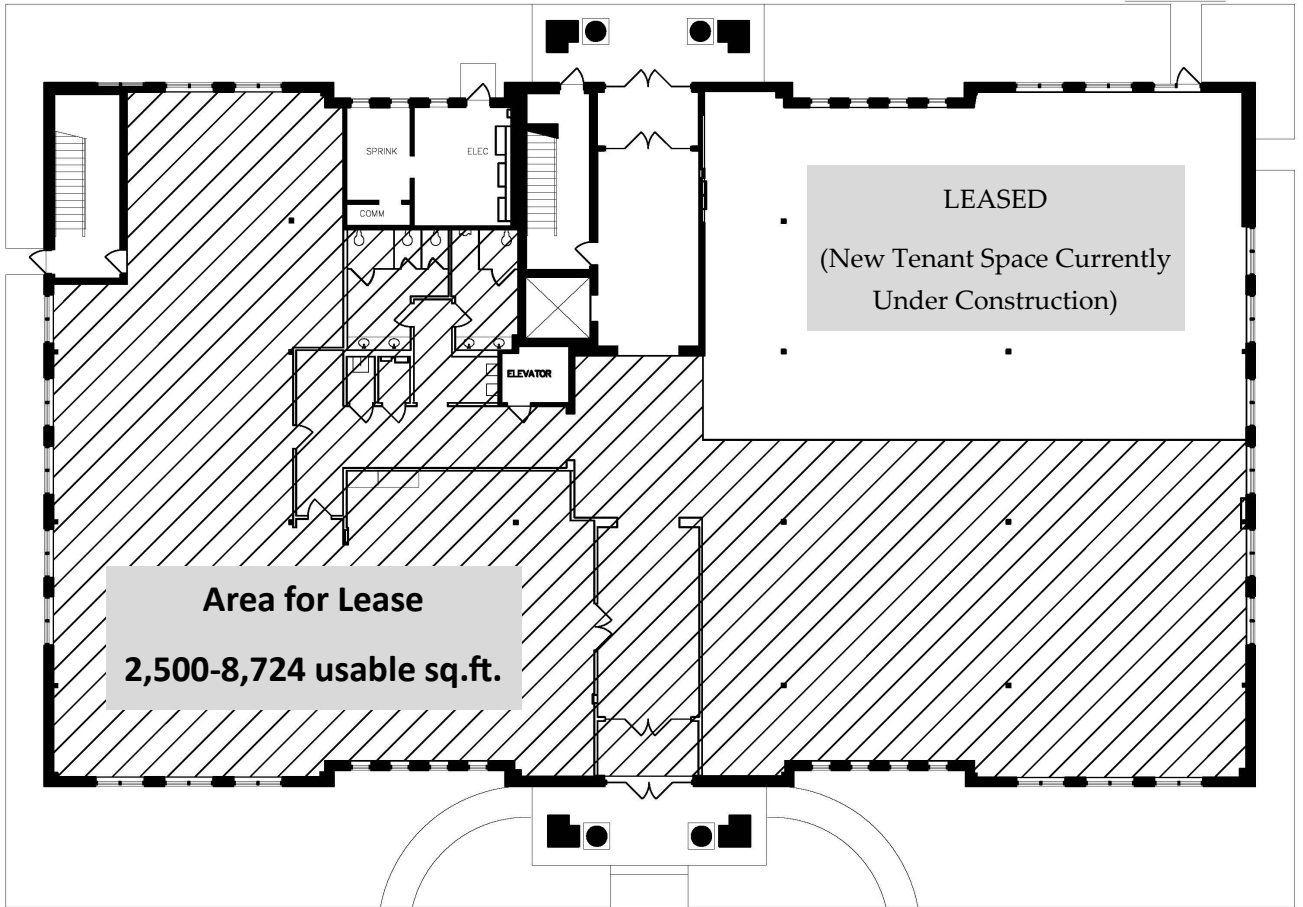 SPRINK
ELEC
COMM
LEASED
(New Tenant Space Currently
Under Construction)
ELEVATOR
Area for Lease
2,500-8,724 usable sq.ft.